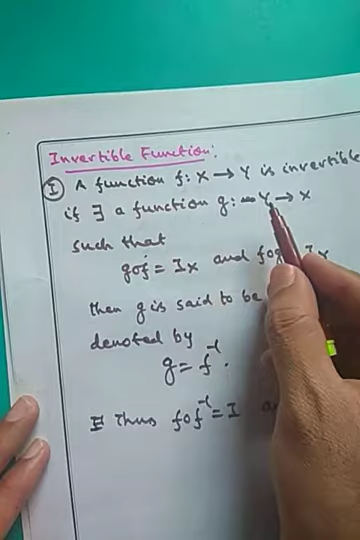 Invertible Function:
① A function f: X → Y is invertible
if ∃ a function g: Y → X
such that
gof = Ix and fog Ix
then g is said to be
denoted by
g = f⁻¹.
Thus fof⁻¹ = I